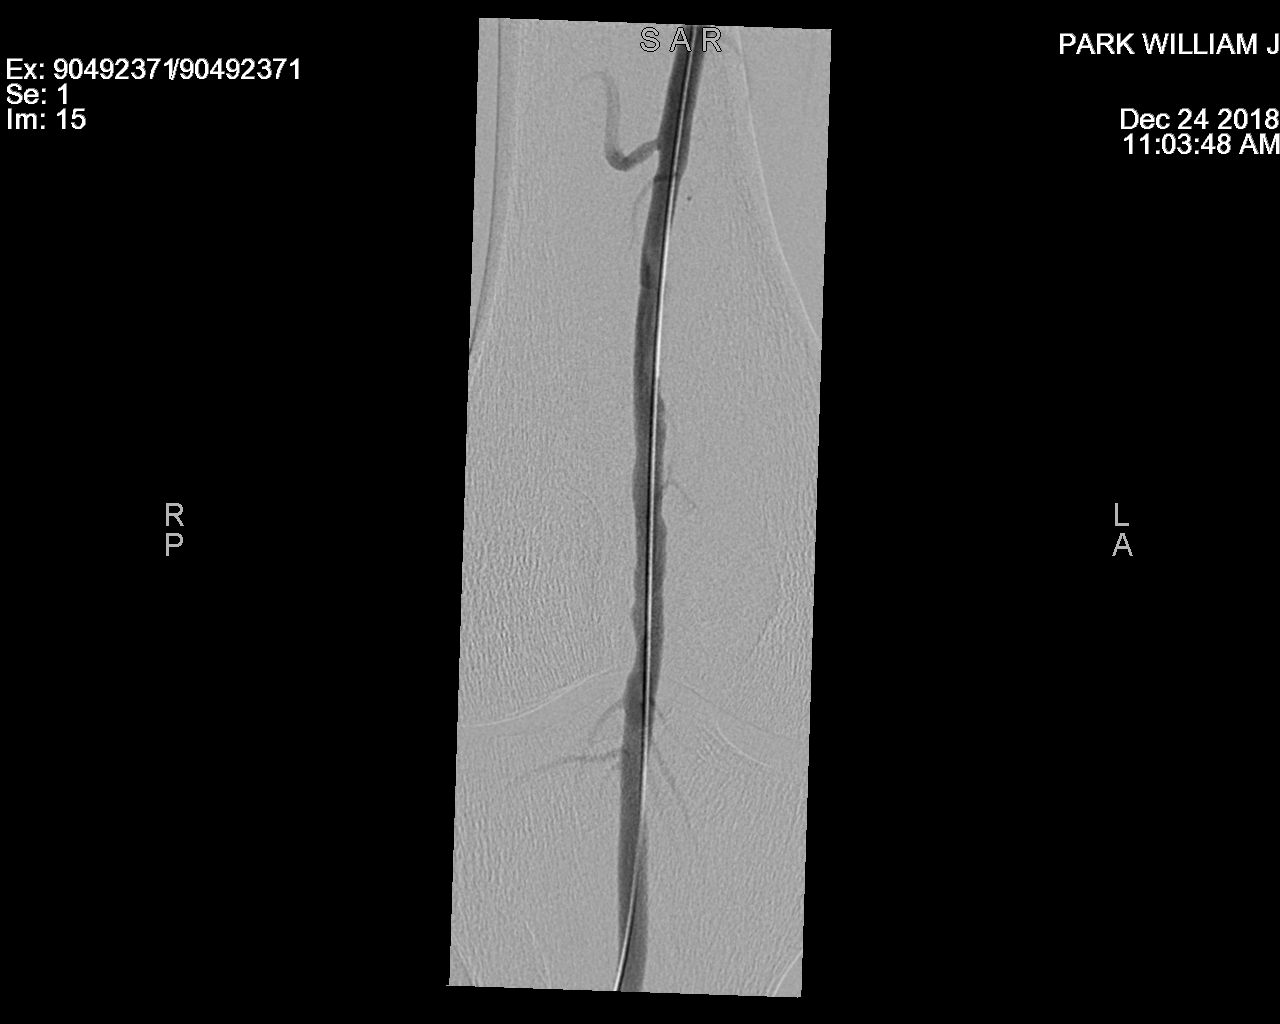 Ex: 90492371/90492371
Se: 1
Im: 15
S A R
PARK WILLIAM J
Dec 24 2018
11:03:48 AM
R
P
L
A